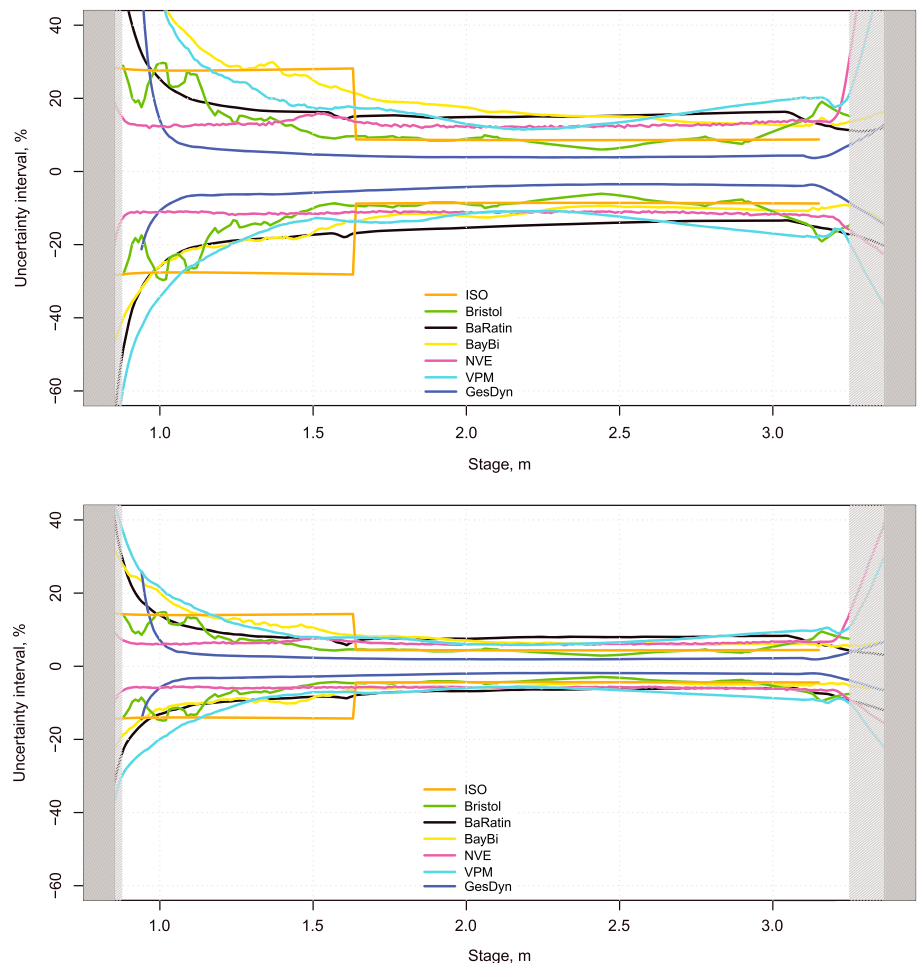 40
20
0
−20
−40
−60
Uncertainty interval, %
ISO
Bristol
BaRatin
BayBi
NVE
VPM
GesDyn
1.0 1.5 2.0 2.5 3.0
Stage, m
40
20
0
−20
−40
−60
Uncertainty interval, %
ISO
Bristol
BaRatin
BayBi
NVE
VPM
GesDyn
1.0 1.5 2.0 2.5 3.0
Stage, m